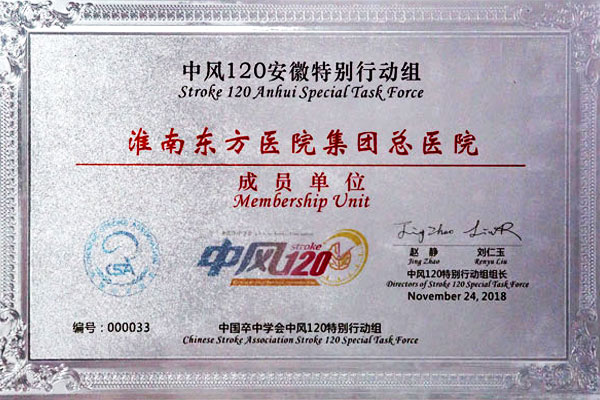 中风120安徽特别行动组
Stroke 120 Anhui Special Task Force
淮南东方医院集团总医院
成员单位
Membership Unit
CSA
stroke
中风120
赵 静 刘仁玉
Jing Zhao Renyu Liu
中风120特别行动组组长
Directors of Stroke 120 Special Task Force
November 24, 2018
编号：000033
中国卒中学会中风120特别行动组
Chinese Stroke Association Stroke 120 Special Task Force